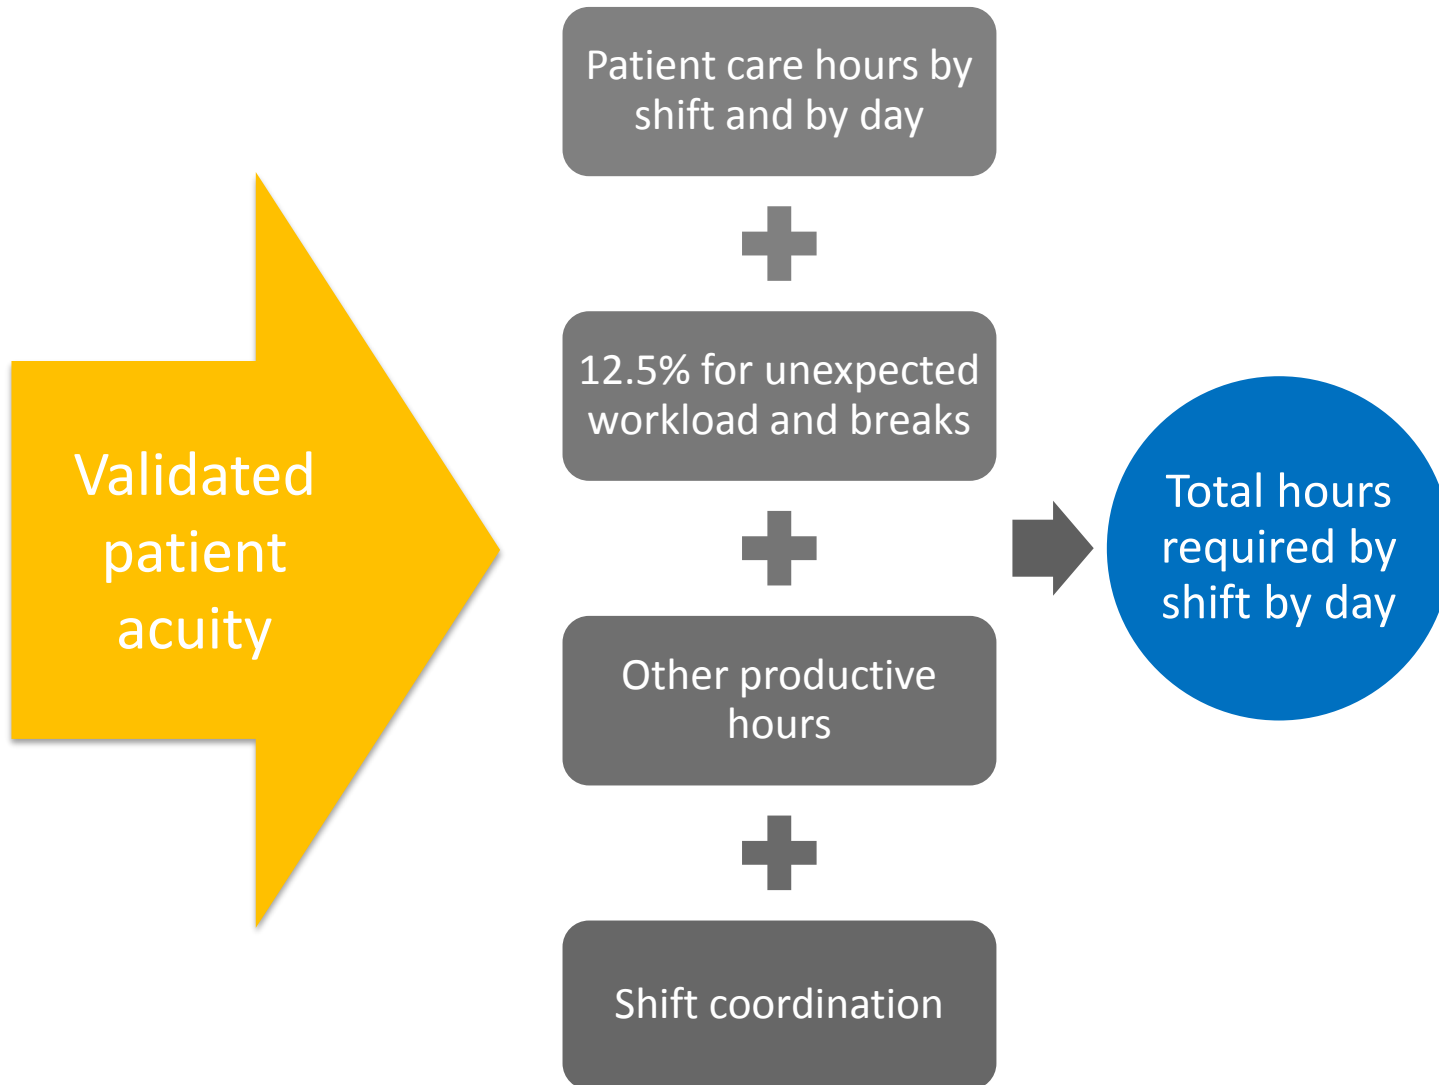 Patient care hours by
shift and by day
12.5% for unexpected
workload and breaks
Validated
patient
acuity
Total hours
required by
shift by day
Other productive
hours
Shift coordination